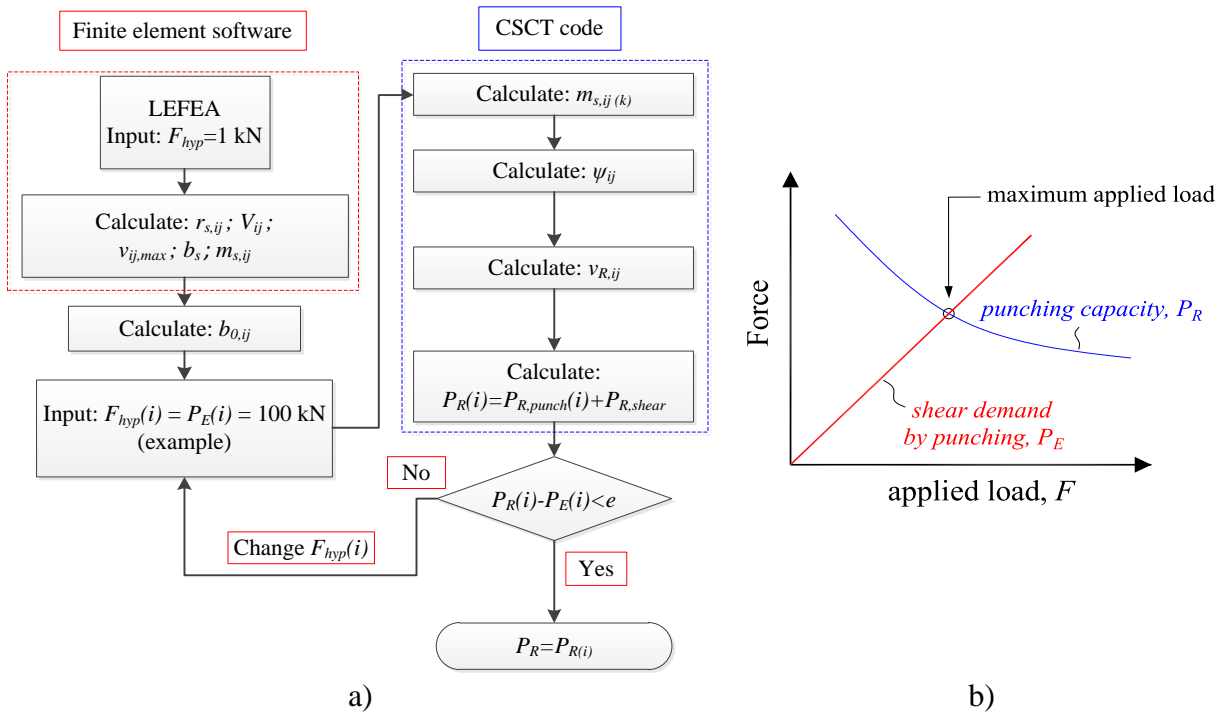 Finite element software
LEFEA
Input: F_hyp=1 kN
Calculate: r_s,ij ; V_ij ;
v_ij,max ; b_s ; m_s,ij
Calculate: b_0,ij
Input: F_hyp(i) = P_E(i) = 100 kN
(example)
CSCT code
Calculate: m_s,ij (k)
Calculate: ψ_ij
Calculate: v_R,ij
Calculate:
P_R(i)=P_R,punch(i)+P_R,shear
No
P_R(i)-P_E(i)<e
Change F_hyp(i)
Yes
P_R=P_R(i)
a)
maximum applied load
Force
punching capacity, P_R
shear demand
by punching, P_E
applied load, F
b)